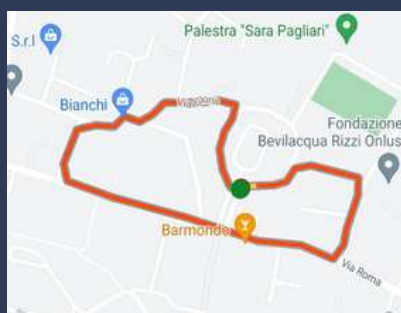 Palestra "Sara Pagliari"
S.r.l
Bianchi
Fondazione
Bevilacqua Rizzi Onlus
Barmonde
Via Roma